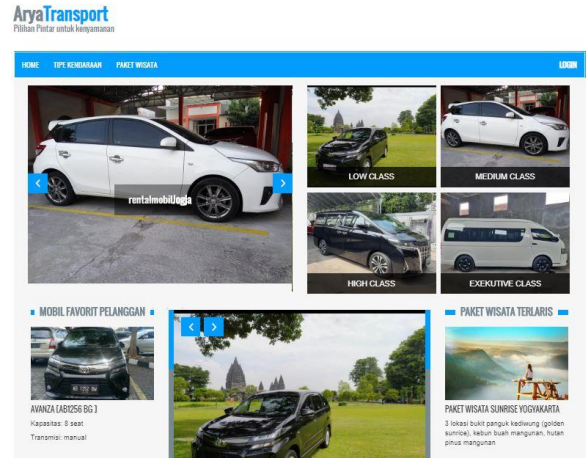 AryaTransport
Pilihan Pintar untuk kenyamanan
HOME TIPE KENDARAAN PAKET WISATA LOGIN
rentalmobilJogja
LOW CLASS
MEDIUM CLASS
HIGH CLASS
EXEKUTIVE CLASS
MOBIL FAVORIT PELANGGAN
AVANZA [AB1256 BG ]
Kapasitas: 8 seat
Transmisi: manual
PAKET WISATA TERLARIS
PAKET WISATA SUNRISE YOGYAKARTA
3 lokasi bukit panguk kediwung (golden
sunrice), kebun buah mangunan, hutan
pinus mangunan